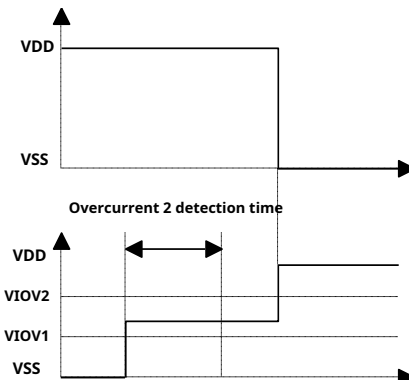 VDD
VSS
Overcurrent 2 detection time
VDD
VIOV2
VIOV1
VSS